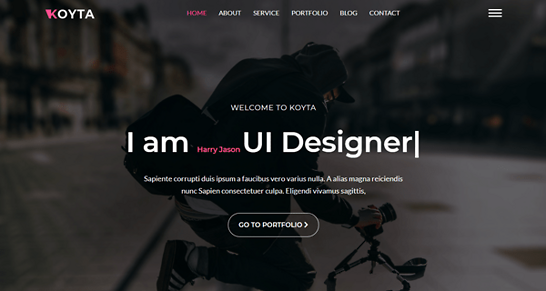 KOYTA
HOME ABOUT SERVICE PORTFOLIO BLOG CONTACT
WELCOME TO KOYTA
I am Harry Jason UI Designer|
Sapiente corrupti duis ipsum a faucibus vero varius nulla. A alias magna reiciendis
nunc Sapien consectetuer culpa. Eligendi vivamus sagittis,
GO TO PORTFOLIO